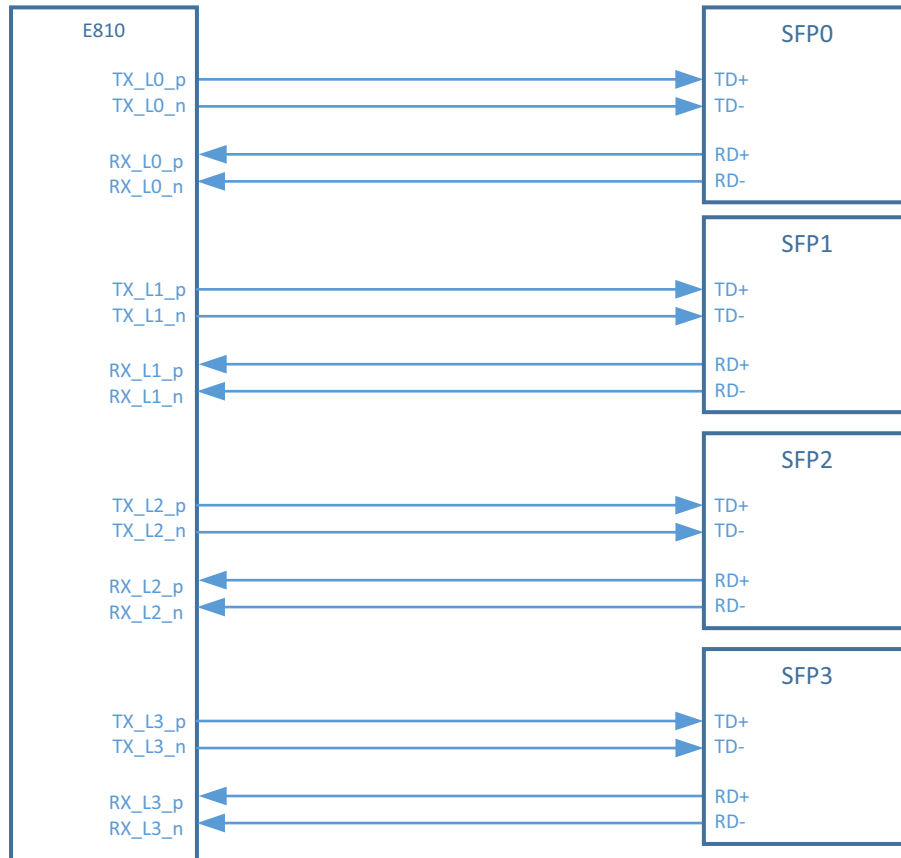 E810
SFP0
TX_L0_p
TD+
TX_L0_n
TD-
RX_L0_p
RD+
RX_L0_n
RD-
SFP1
TX_L1_p
TD+
TX_L1_n
TD-
RX_L1_p
RD+
RX_L1_n
RD-
SFP2
TX_L2_p
TD+
TX_L2_n
TD-
RX_L2_p
RD+
RX_L2_n
RD-
SFP3
TX_L3_p
TD+
TX_L3_n
TD-
RX_L3_p
RD+
RX_L3_n
RD-